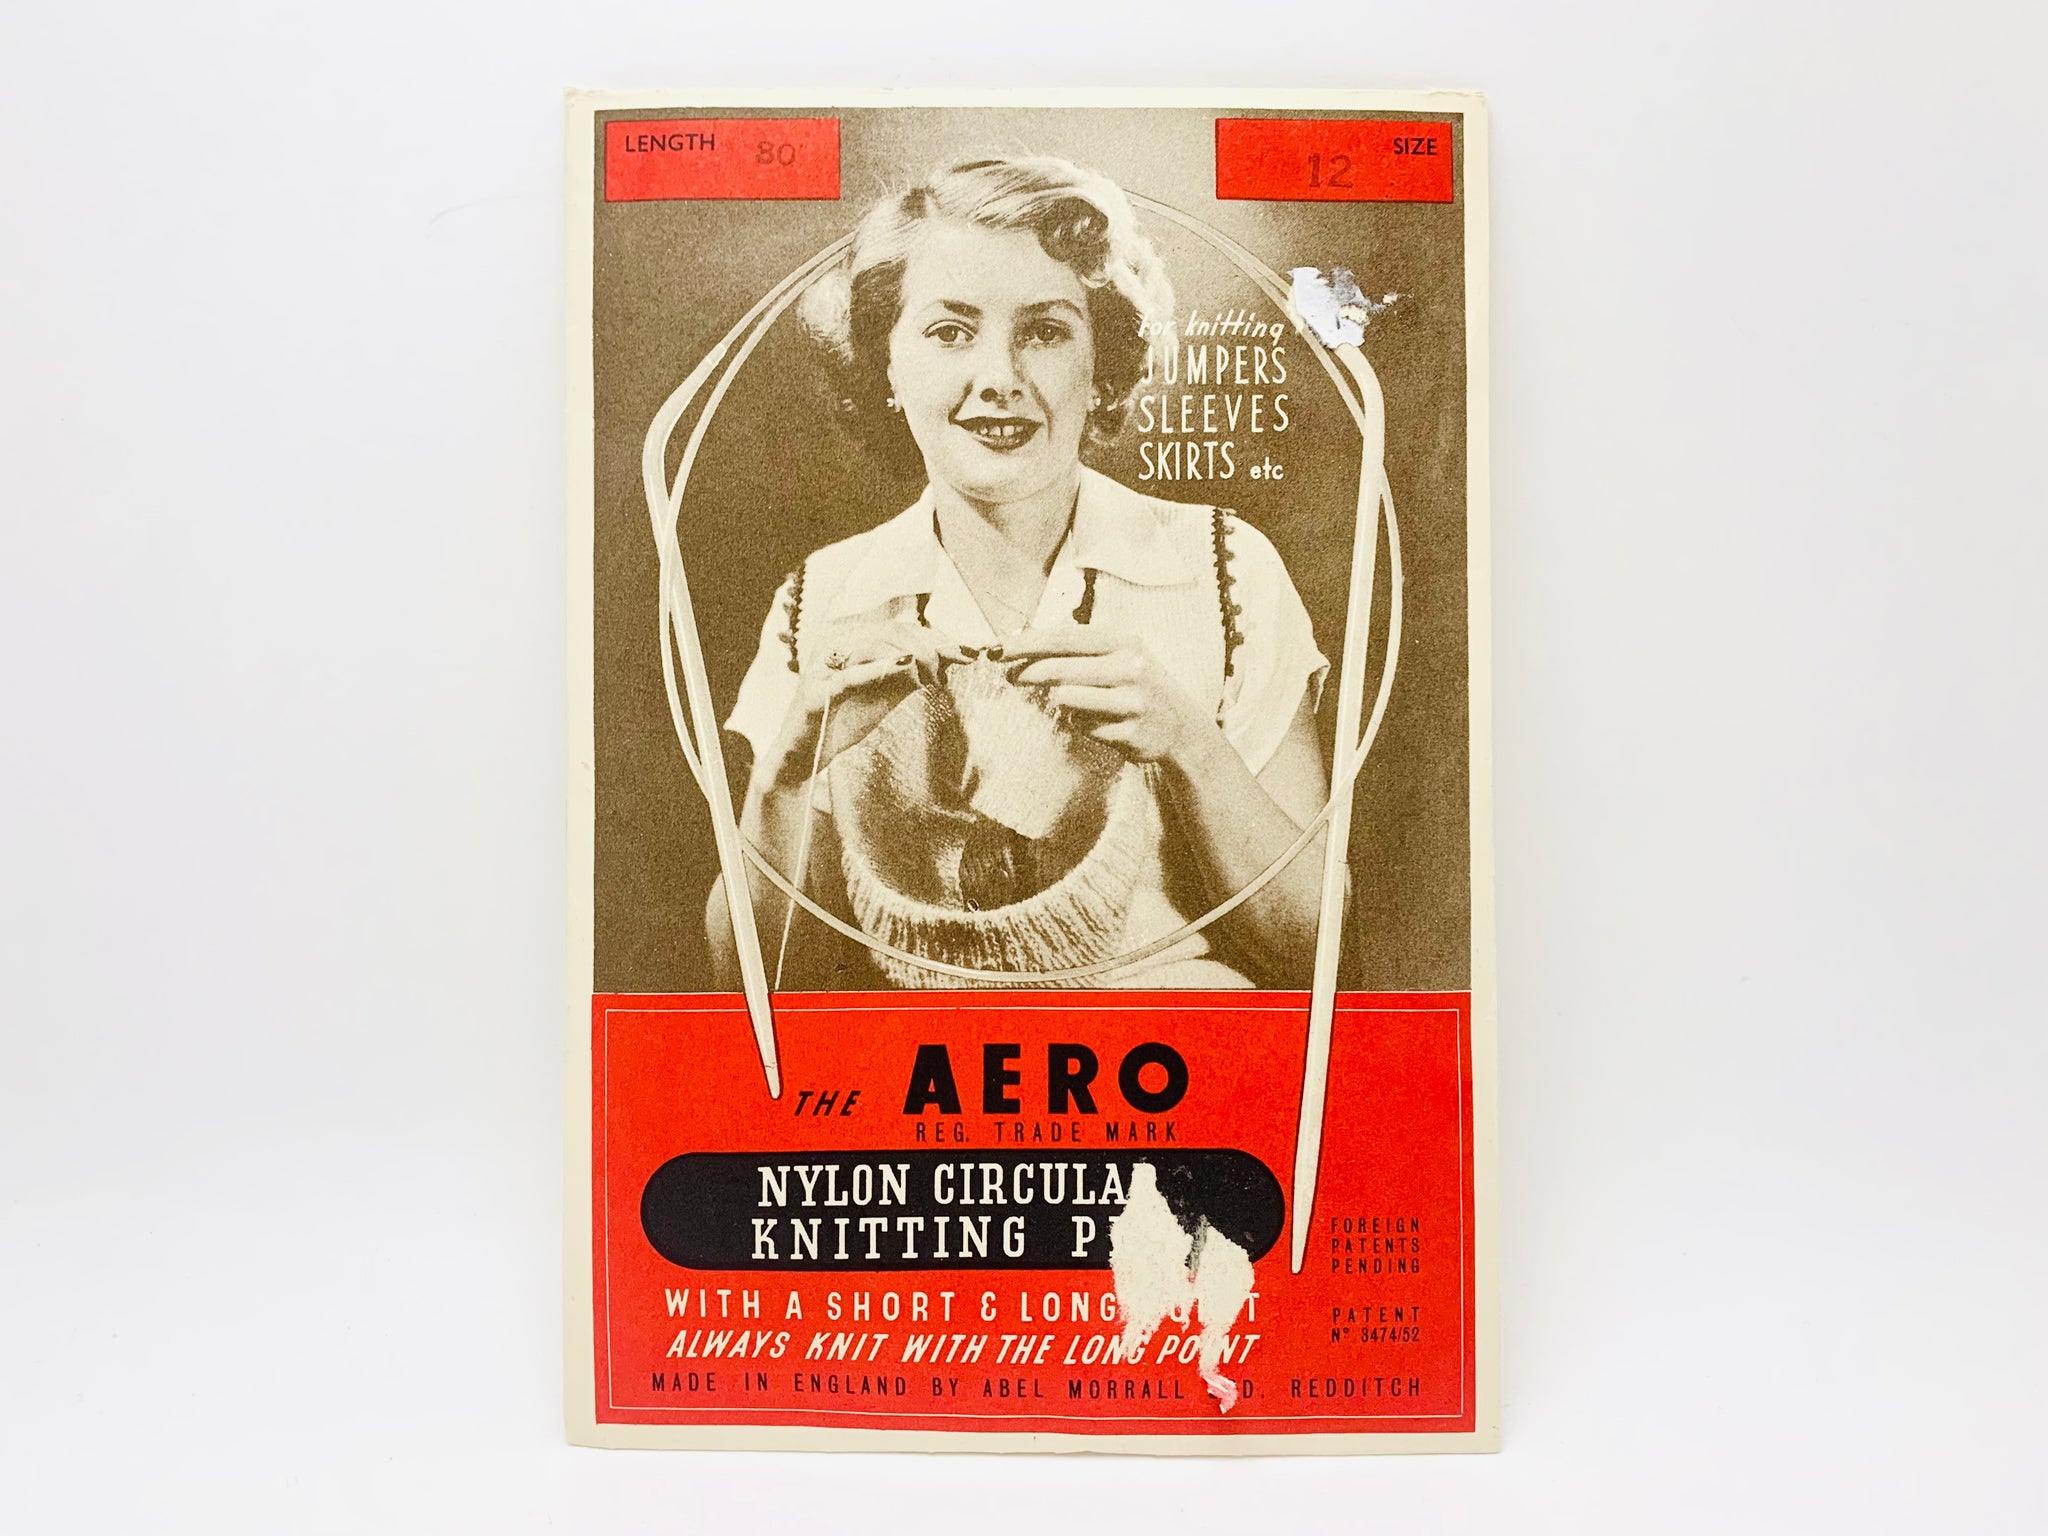 LENGTH 80
SIZE 12
for knitting
JUMPERS
SLEEVES
SKIRTS etc
THE AERO
REG. TRADE MARK
NYLON CIRCULA
KNITTING P
WITH A SHORT & LONG
ALWAYS KNIT WITH THE LONG POINT
MADE IN ENGLAND BY ABEL MORRALL REDDITCH
FOREIGN
PATENTS
PENDING
PATENT
Nº 3474/52